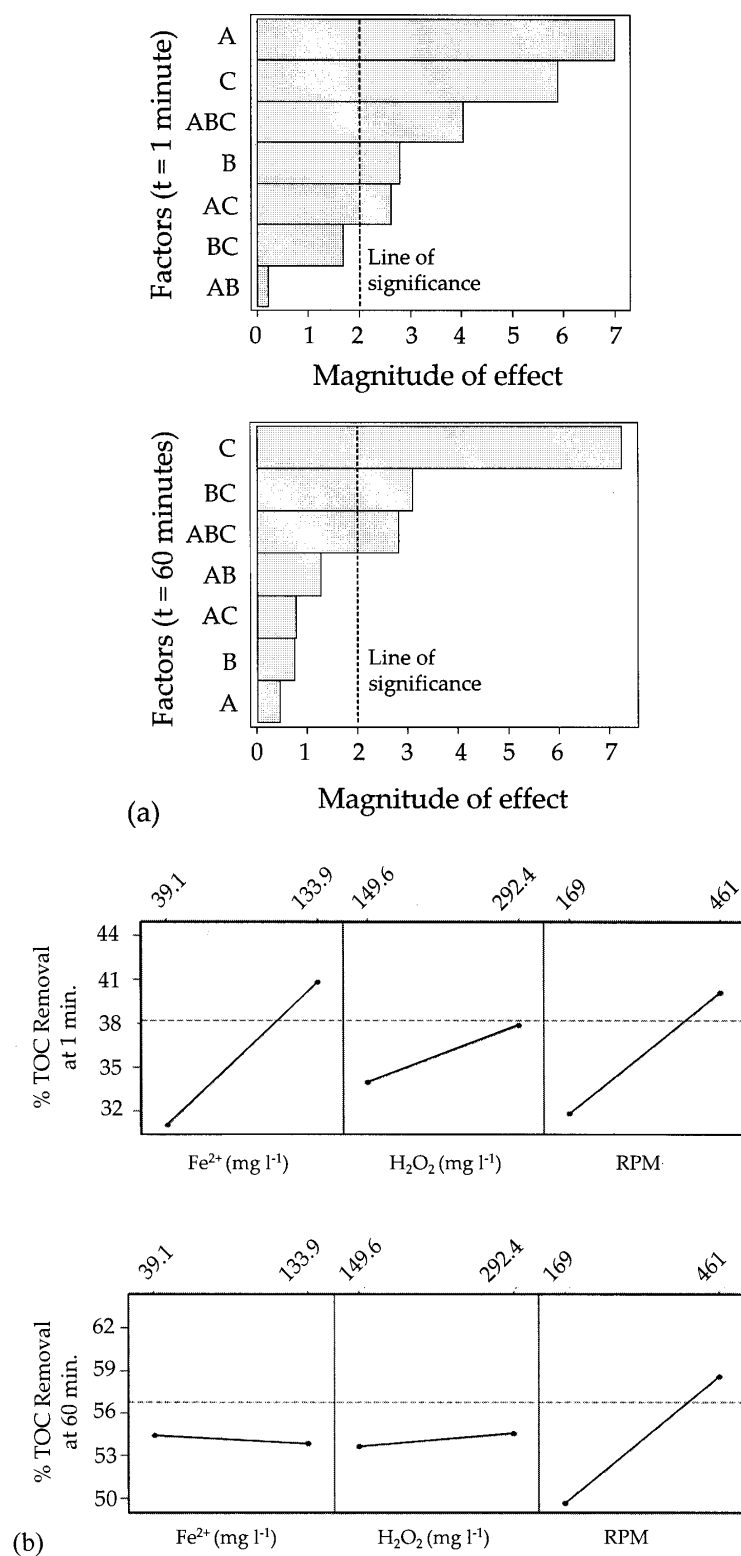 Factors (t = 1 minute)
A
C
ABC
B
AC
BC
AB
Line of
significance
0 1 2 3 4 5 6 7
Magnitude of effect
Factors (t = 60 minutes)
C
BC
ABC
AB
AC
B
A
Line of
significance
0 1 2 3 4 5 6 7
Magnitude of effect
(a)
39.1 133.9 149.6 292.4 169 461
% TOC Removal
at 1 min.
44
41
38
35
32
Fe²⁺ (mg l⁻¹) H₂O₂ (mg l⁻¹) RPM
39.1 133.9 149.6 292.4 169 461
% TOC Removal
at 60 min.
62
59
56
53
50
Fe²⁺ (mg l⁻¹) H₂O₂ (mg l⁻¹) RPM
(b)